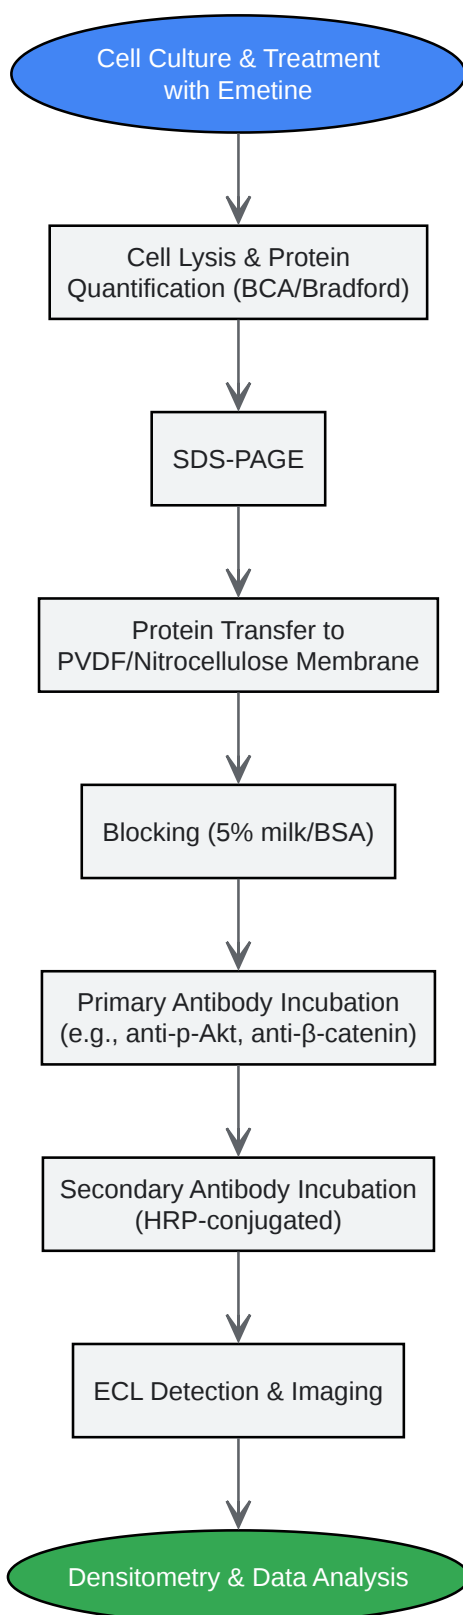 Cell Culture & Treatment
with Emetine
Cell Lysis & Protein
Quantification (BCA/Bradford)
SDS-PAGE
Protein Transfer to
PVDF/Nitrocellulose Membrane
Blocking (5% milk/BSA)
Primary Antibody Incubation
(e.g., anti-p-Akt, anti-β-catenin)
Secondary Antibody Incubation
(HRP-conjugated)
ECL Detection & Imaging
Densitometry & Data Analysis